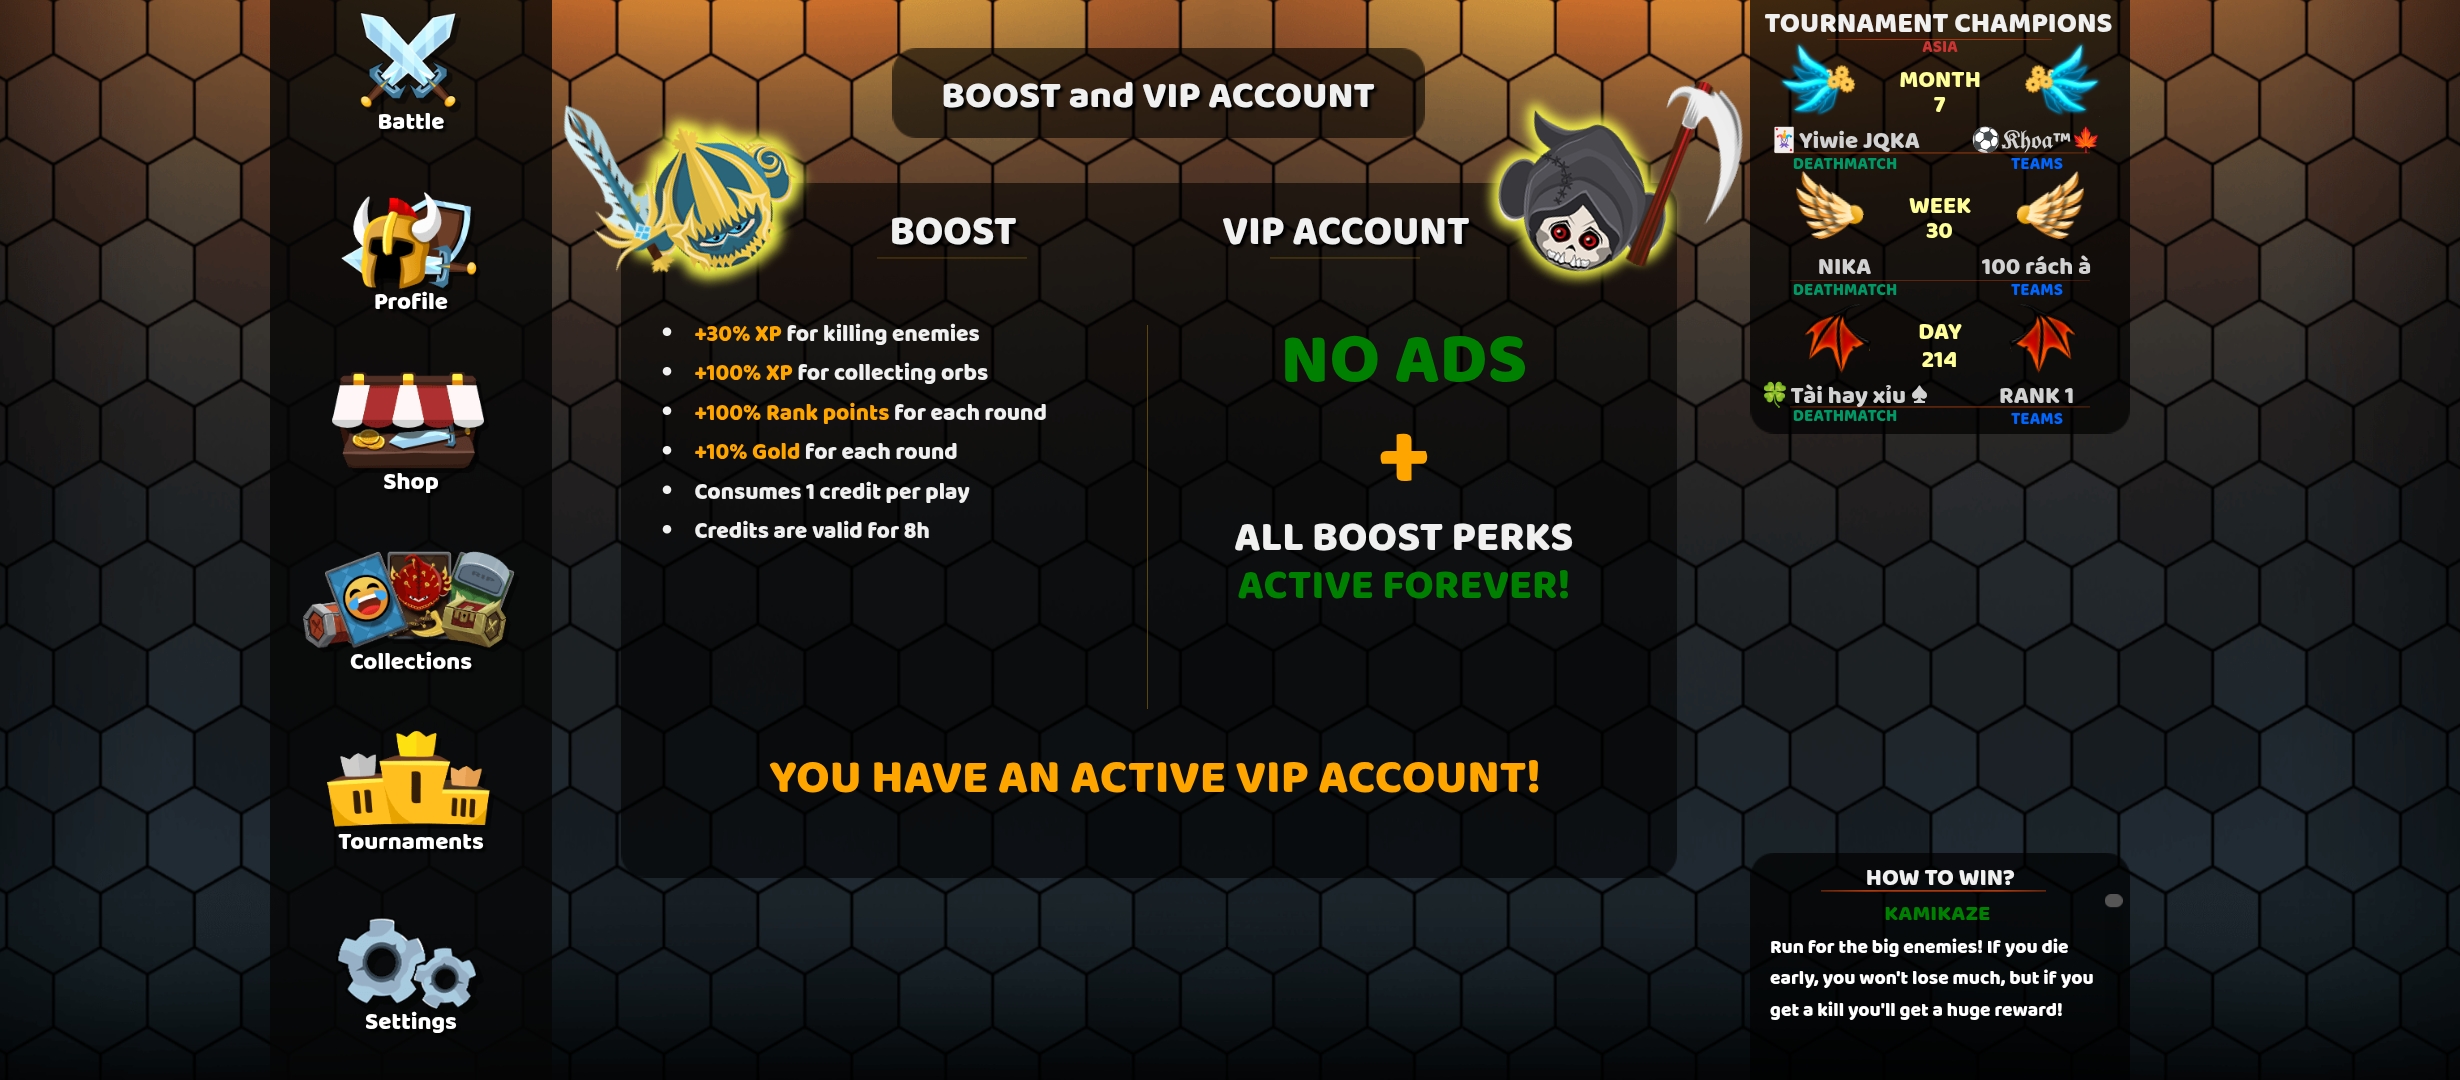 Battle
Profile
Shop
Collections
Tournaments
Settings
BOOST and VIP ACCOUNT
BOOST
+30% XP for killing enemies
+100% XP for collecting orbs
+100% Rank points for each round
+10% Gold for each round
Consumes 1 credit per play
Credits are valid for 8h
VIP ACCOUNT
NO ADS
+
ALL BOOST PERKS
ACTIVE FOREVER!
YOU HAVE AN ACTIVE VIP ACCOUNT!
TOURNAMENT CHAMPIONS
ASIA
MONTH
7
🃏Yiwie JQKA ⚽𝕶𝖍𝖔𝖆™🍁
DEATHMATCH TEAMS
WEEK
30
NIKA 100 rách à
DEATHMATCH TEAMS
DAY
214
🍀Tài hay xỉu ♠ RANK 1
DEATHMATCH TEAMS
HOW TO WIN?
KAMIKAZE
Run for the big enemies! If you die
early, you won't lose much, but if you
get a kill you'll get a huge reward!